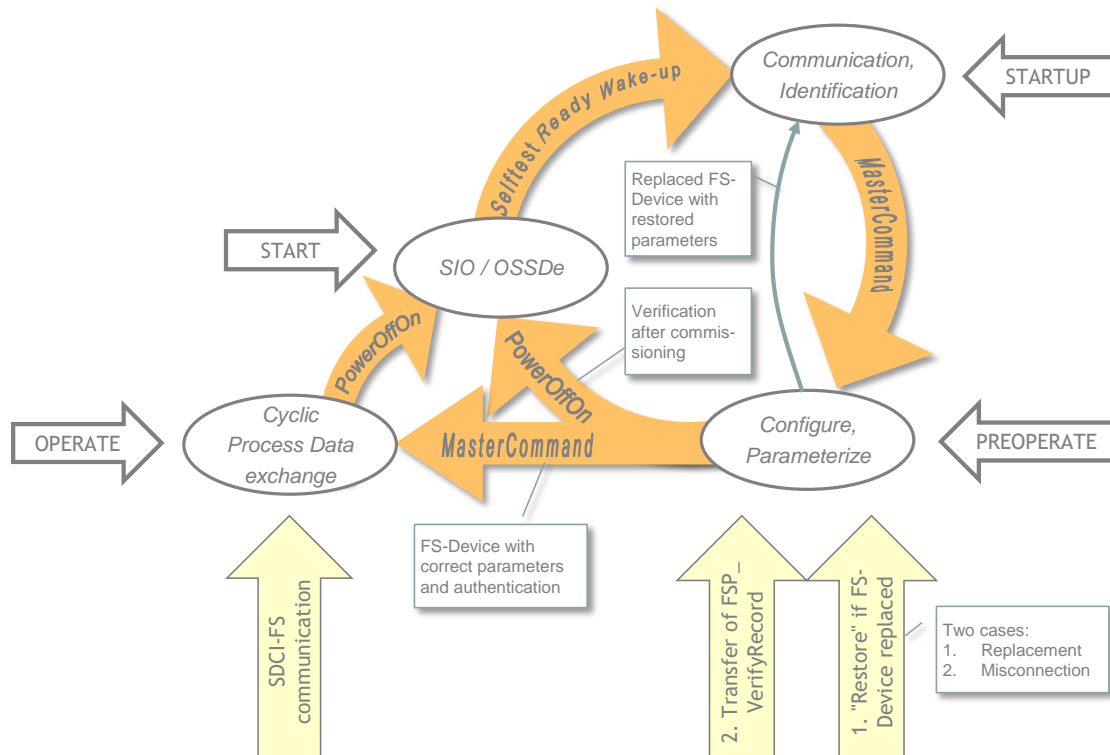 Communication,
Identification
STARTUP
Selftest Ready Wake-up
MasterCommand
Replaced FS-
Device with
restored
parameters
START
SIO / OSSDe
Verification
after commis-
sioning
PowerOffOn
PowerOffOn
OPERATE
Cyclic
Process Data
exchange
MasterCommand
Configure,
Parameterize
PREOPERATE
FS-Device with
correct parameters
and authentication
SDCI-FS
communication
2. Transfer of FSP_
VerifyRecord
1. "Restore" if FS-
Device replaced
Two cases:
1. Replacement
2. Misconnection